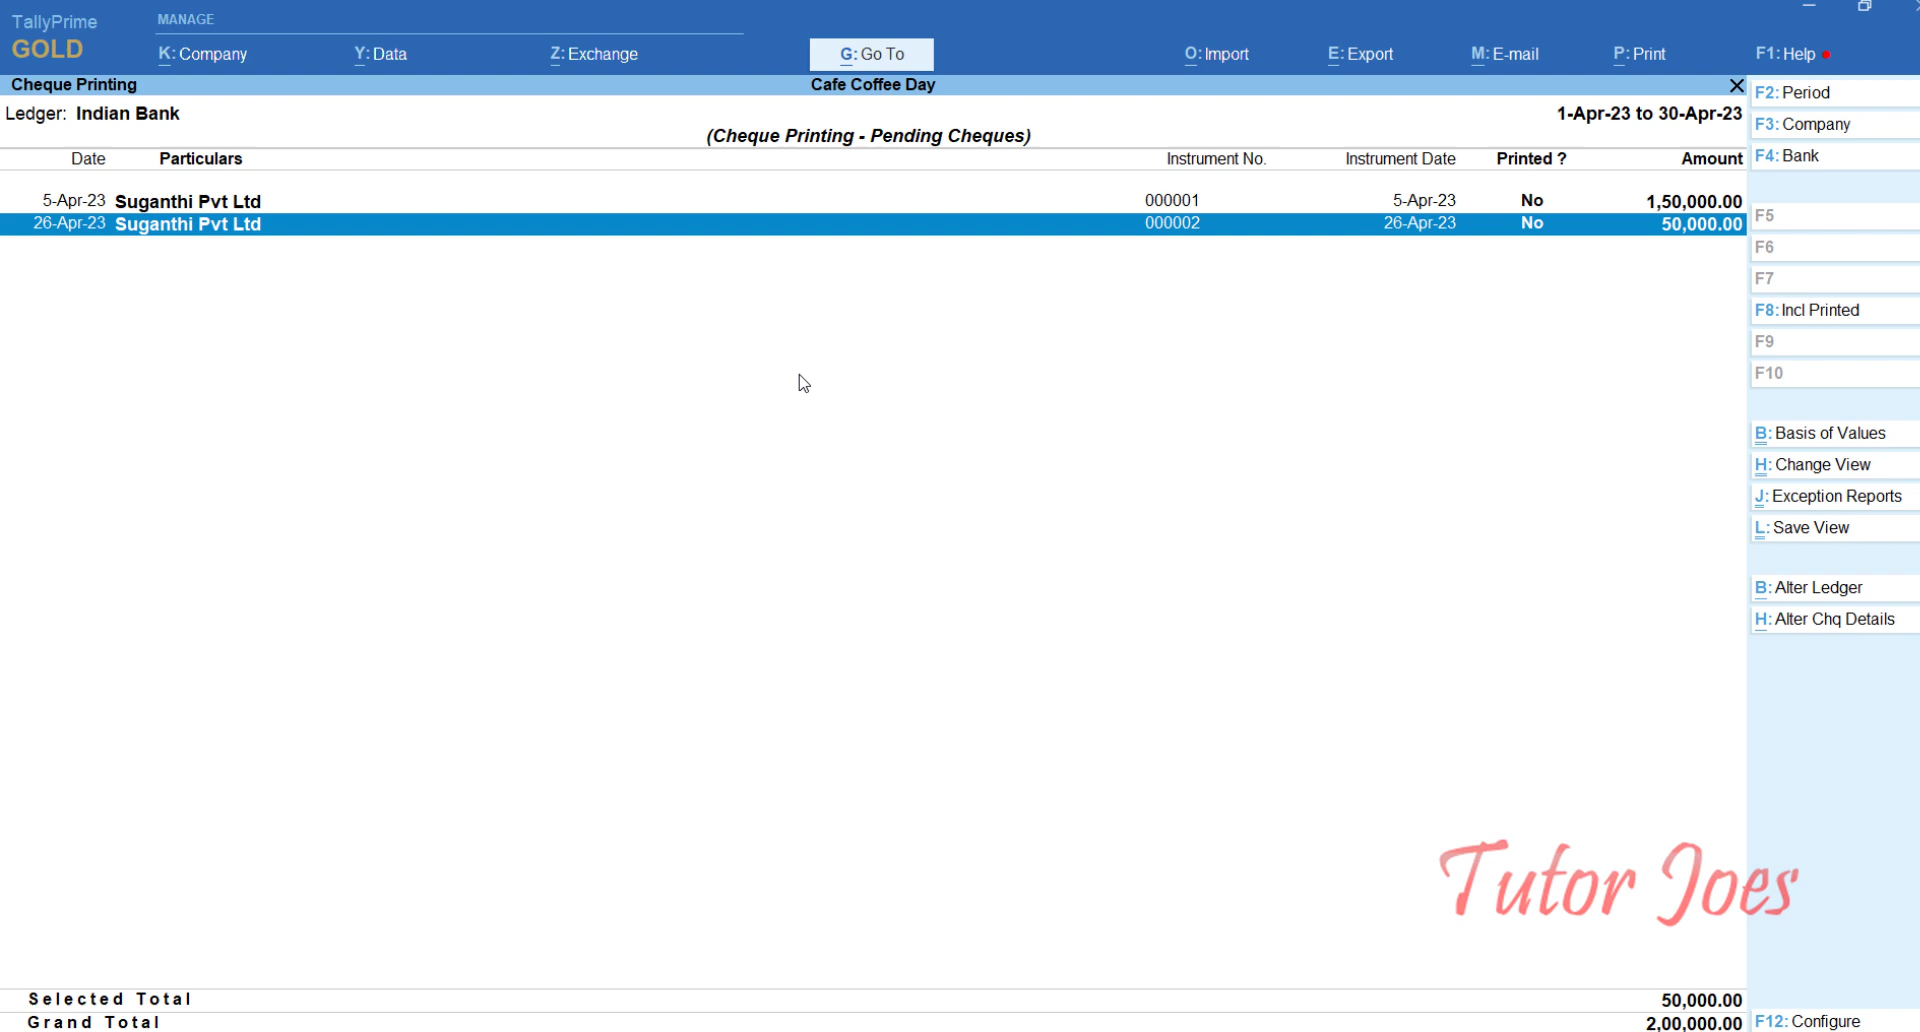 TallyPrime
GOLD
MANAGE
K: Company
Y: Data
Z: Exchange
G: Go To
O: Import
E: Export
M: E-mail
P: Print
F1: Help
Cheque Printing
Cafe Coffee Day
Ledger: Indian Bank
1-Apr-23 to 30-Apr-23
(Cheque Printing - Pending Cheques)
Date Particulars Instrument No. Instrument Date Printed ? Amount
5-Apr-23 Suganthi Pvt Ltd 000001 5-Apr-23 No 1,50,000.00
26-Apr-23 Suganthi Pvt Ltd 000002 26-Apr-23 No 50,000.00
F2: Period
F3: Company
F4: Bank
F5
F6
F7
F8: Incl Printed
F9
F10
B: Basis of Values
H: Change View
J: Exception Reports
L: Save View
B: Alter Ledger
H: Alter Chq Details
Tutor Joes
Selected Total 50,000.00
Grand Total 2,00,000.00
F12: Configure